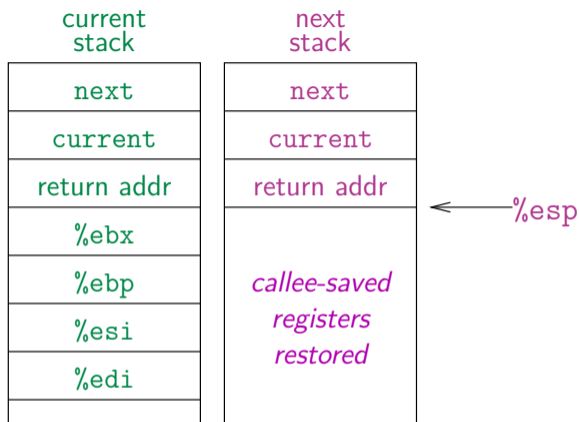 current
stack
next
current
return addr
%ebx
%ebp
%esi
%edi
next
stack
next
current
return addr
callee-saved
registers
restored
%esp